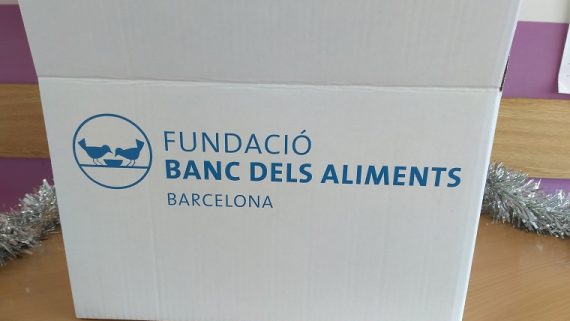 FUNDACIÓ
BANC DELS ALIMENTS
BARCELONA